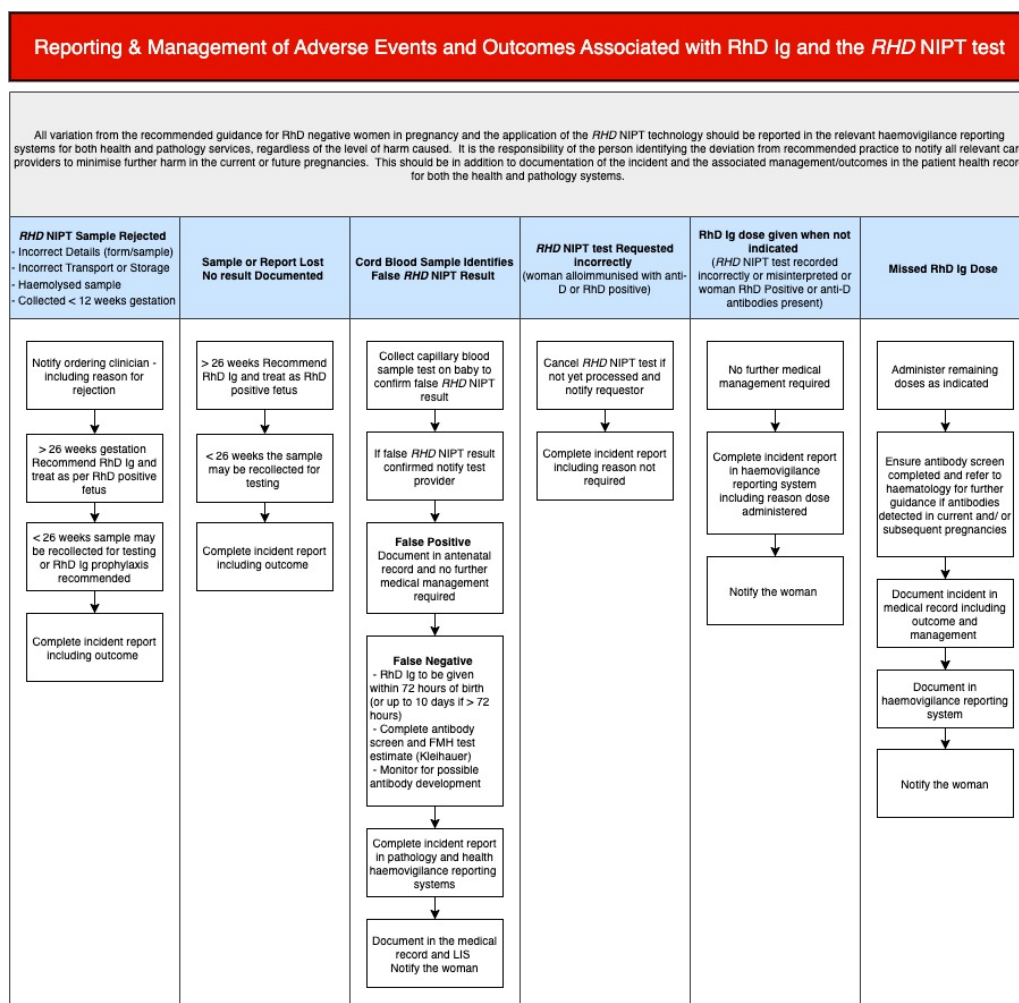 Reporting & Management of Adverse Events and Outcomes Associated with RhD Ig and the RHD NIPT test
All variation from the recommended guidance for RhD negative women in pregnancy and the application of the RHD NIPT technology should be reported in the relevant haemovigilance reporting
systems for both health and pathology services, regardless of the level of harm caused. It is the responsibility of the person identifying the deviation from recommended practice to notify all relevant care
providers to minimise further harm in the current or future pregnancies. This should be in addition to documentation of the incident and the associated management/outcomes in the patient health record
for both the health and pathology systems.
RHD NIPT Sample Rejected
- Incorrect Details (form/sample)
- Incorrect Transport or Storage
- Haemolysed sample
- Collected < 12 weeks gestation
Notify ordering clinician -
including reason for
rejection
> 26 weeks gestation
Recommend RhD Ig and
treat as per RhD positive
fetus
< 26 weeks sample may
be recollected for testing
or RhD Ig prophylaxis
recommended
Complete incident report
including outcome
Sample or Report Lost
No result Documented
> 26 weeks Recommend
RhD Ig and treat as RhD
positive fetus
< 26 weeks the sample
may be recollected for
testing
Complete incident report
including outcome
Cord Blood Sample Identifies
False RHD NIPT Result
Collect capillary blood
sample test on baby to
confirm false RHD NIPT
result
If false RHD NIPT result
confirmed notify test
provider
False Positive
Document in antenatal
record and no further
medical management
required
False Negative
- RhD Ig to be given
within 72 hours of birth
(or up to 10 days if > 72
hours)
- Complete antibody
screen and FMH test
estimate (Kleihauer)
- Monitor for possible
antibody development
Complete incident report
in pathology and health
haemovigilance reporting
systems
Document in the medical
record and LIS
Notify the woman
RHD NIPT test Requested
incorrectly
(woman alloimmunised with anti-
D or RhD positive)
Cancel RHD NIPT test if
not yet processed and
notify requestor
Complete incident report
including reason not
required
RhD Ig dose given when not
indicated
(RHD NIPT test recorded
incorrectly or misinterpreted or
woman RhD Positive or anti-D
antibodies present)
No further medical
management required
Complete incident report
in haemovigilance
reporting system
including reason dose
administered
Notify the woman
Missed RhD Ig Dose
Administer remaining
doses as indicated
Ensure antibody screen
completed and refer to
haematology for further
guidance if antibodies
detected in current and/ or
subsequent pregnancies
Document incident in
medical record including
outcome and
management
Document in
haemovigilance reporting
system
Notify the woman